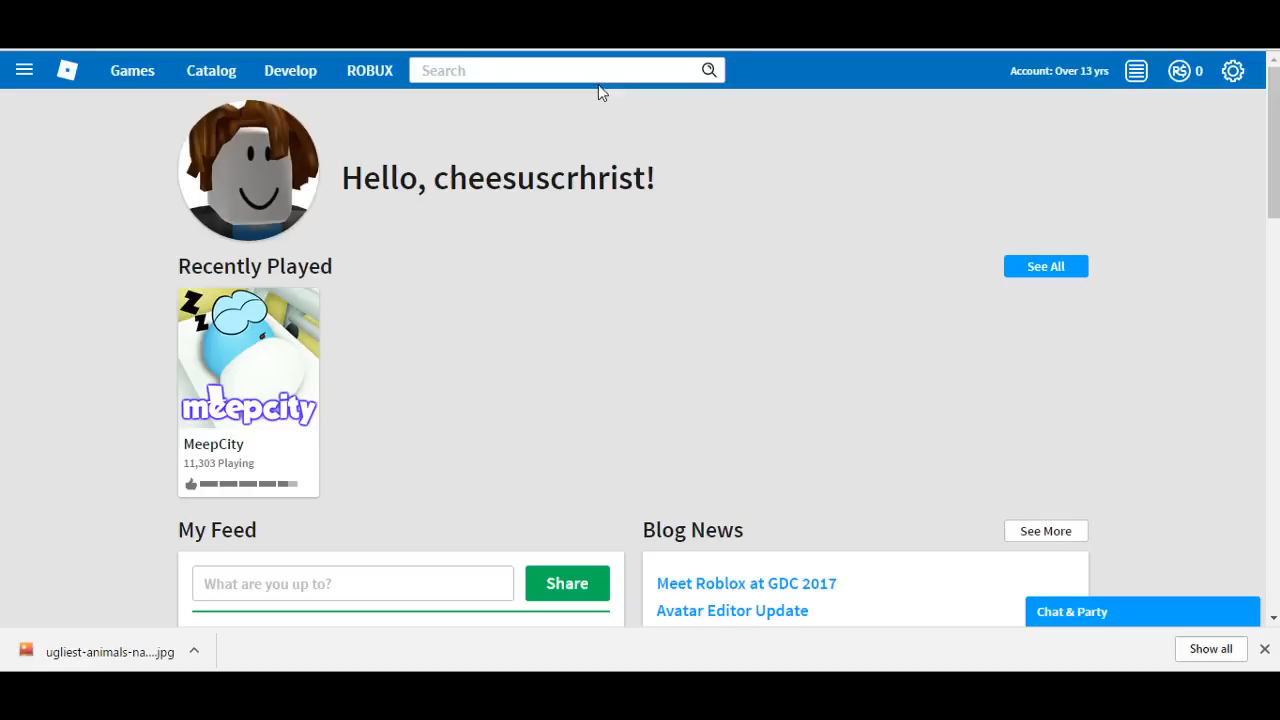 Games Catalog Develop ROBUX Search Account: Over 13 yrs R$ 0
Hello, cheesuscrhrist!
Recently Played
See All
Z
Z
meepcity
MeepCity
11,303 Playing
My Feed
Blog News
See More
What are you up to?
Share
Meet Roblox at GDC 2017
Avatar Editor Update
Chat & Party
ugliest-animals-na....jpg
Show all